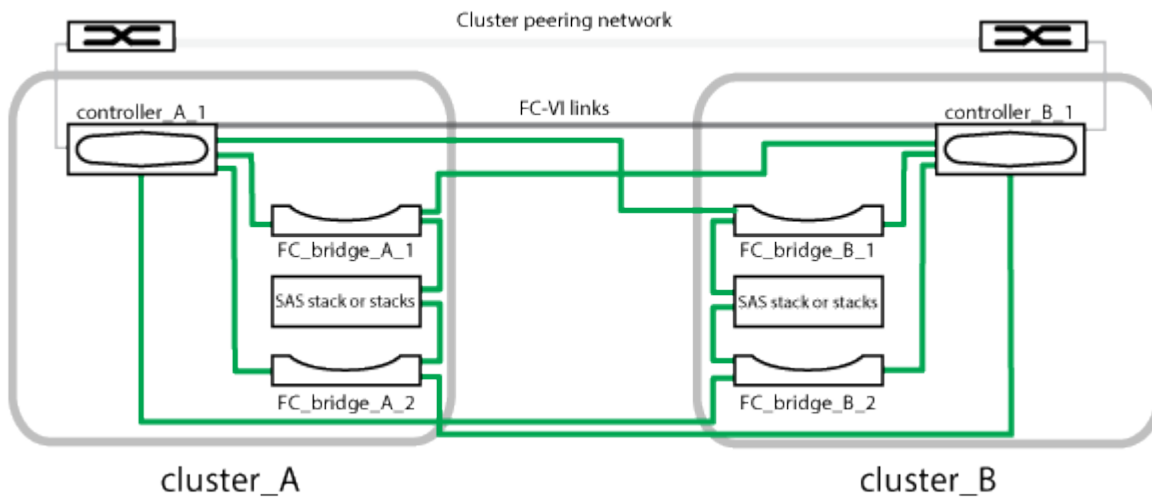 Cluster peering network
controller_A_1
FC-VI links
controller_B_1
FC_bridge_A_1
FC_bridge_B_1
SAS stack or stacks
SAS stack or stacks
FC_bridge_A_2
FC_bridge_B_2
cluster_A
cluster_B